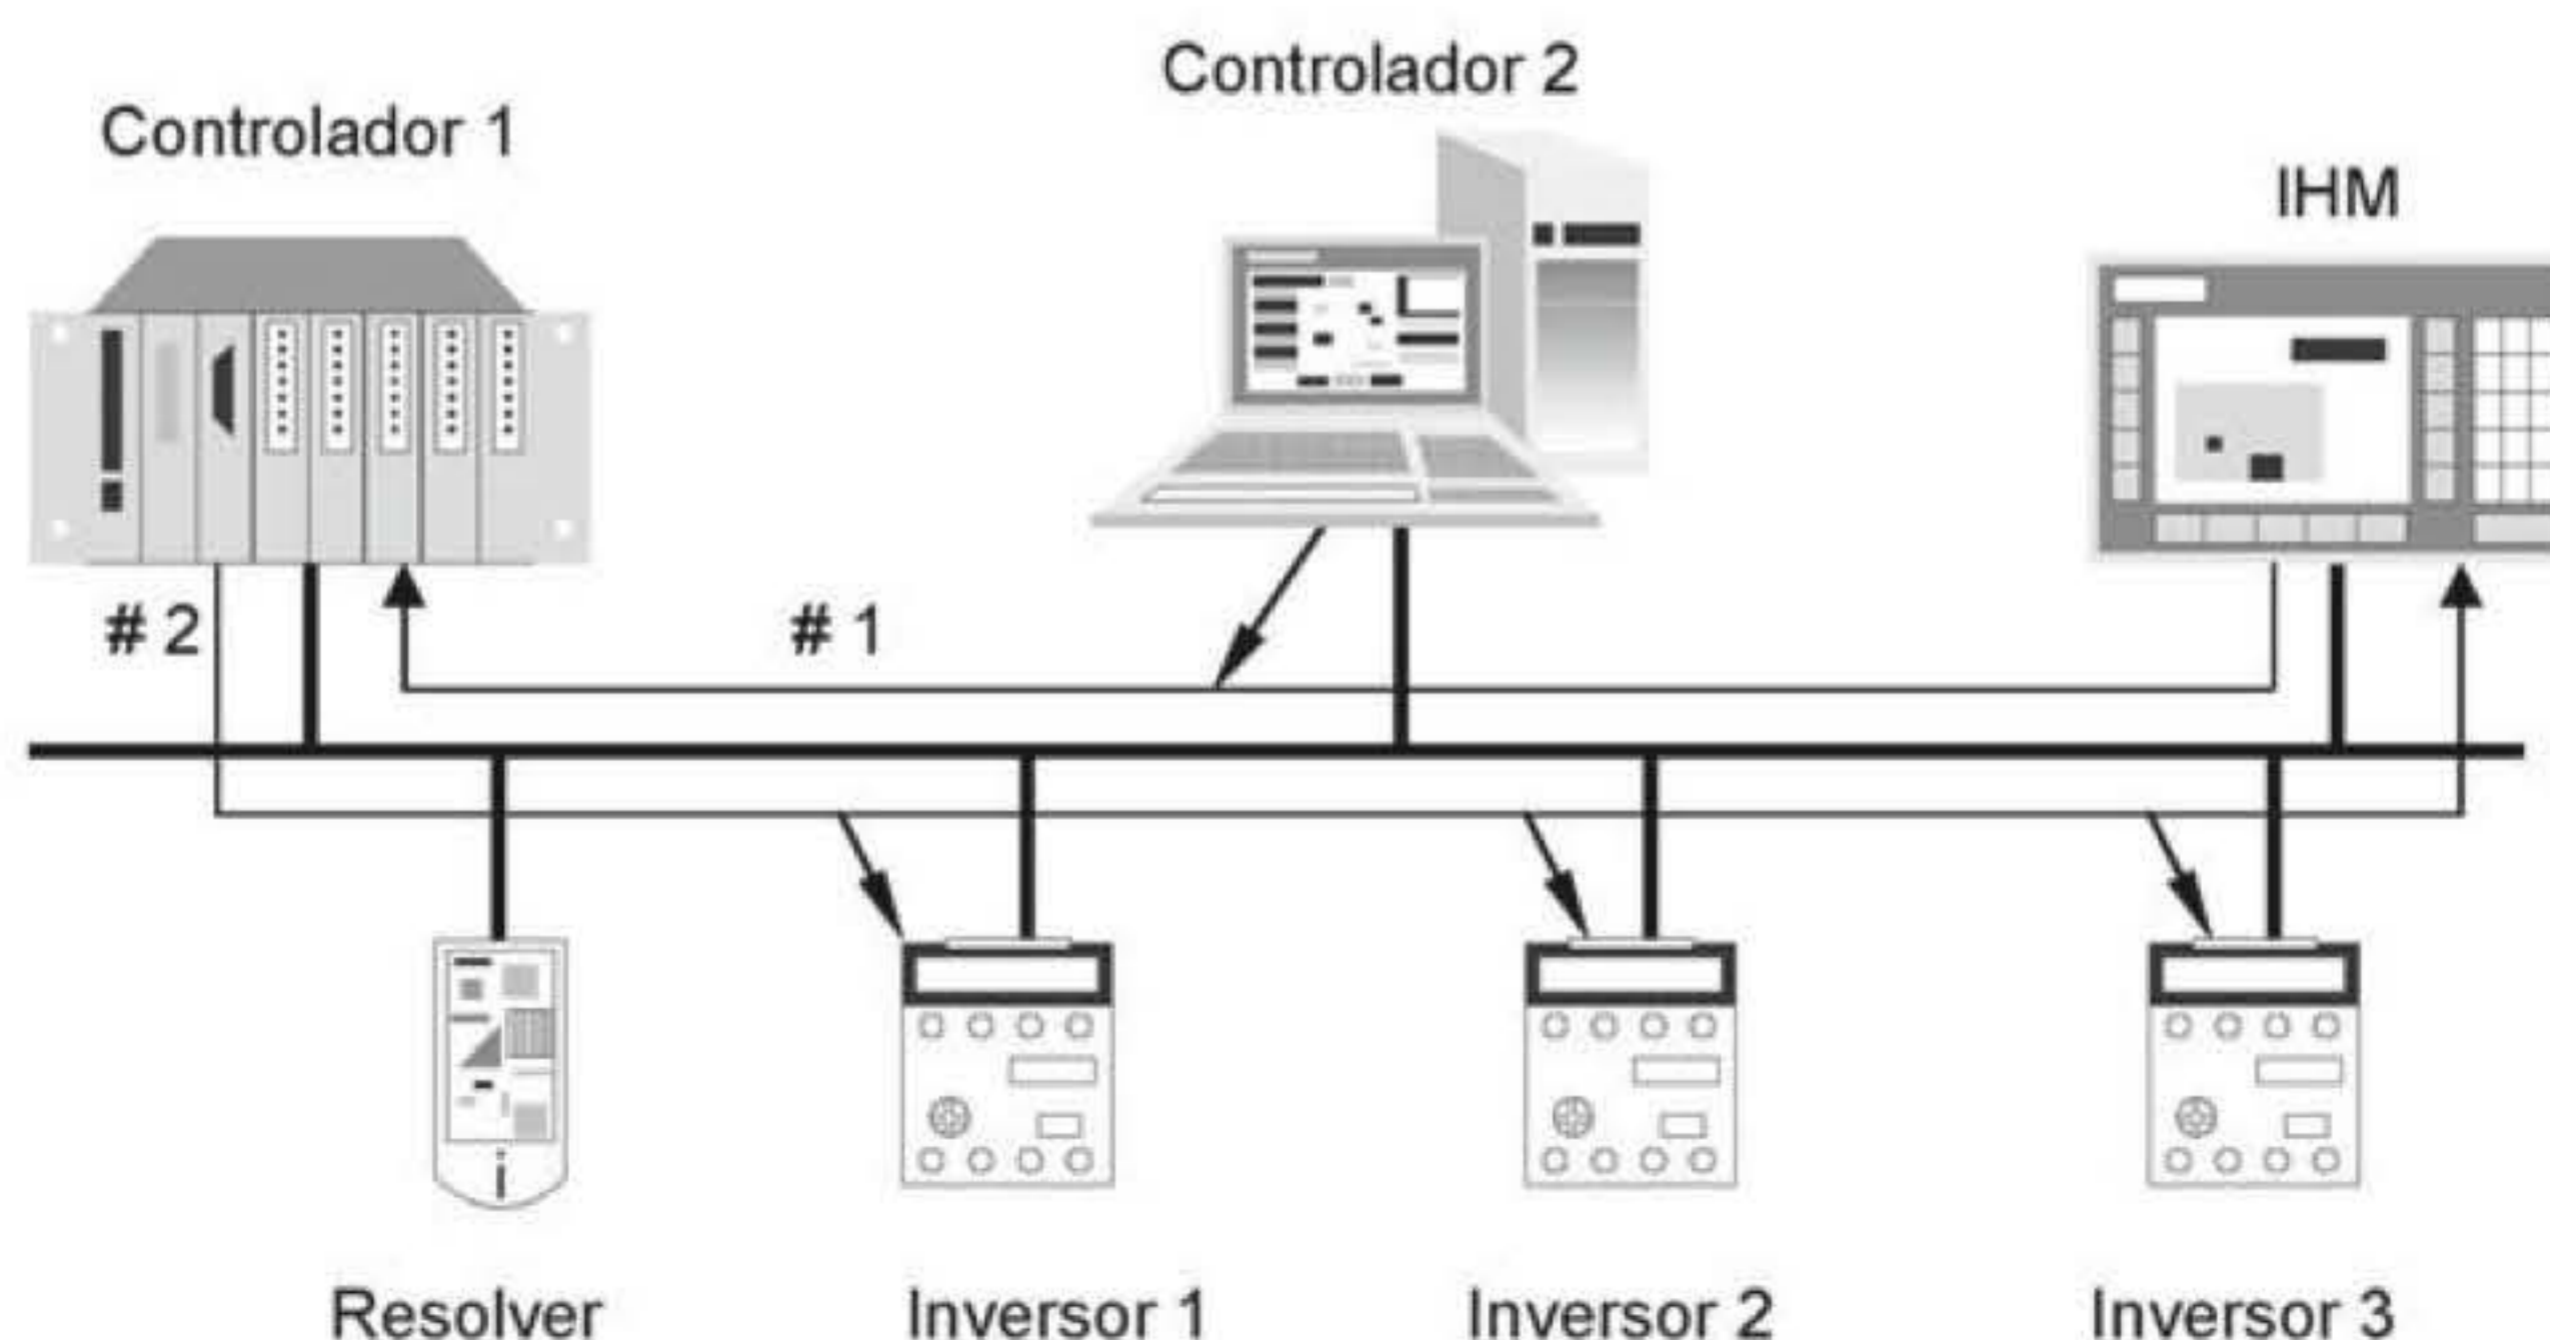 Controlador 2
Controlador 1
IHM
# 2
# 1
Resolver
Inversor 1
Inversor 2
Inversor 3